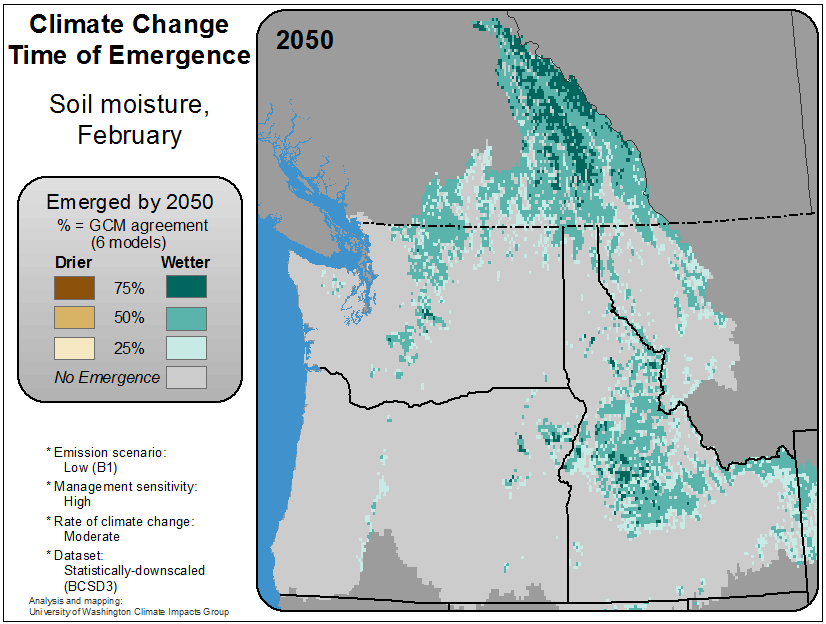 Climate Change
Time of Emergence
Soil moisture,
February
Emerged by 2050
% = GCM agreement
(6 models)
Drier Wetter
75%
50%
25%
No Emergence
* Emission scenario:
Low (B1)
* Management sensitivity:
High
* Rate of climate change:
Moderate
* Dataset:
Statistically-downscaled
(BCSD3)
Analysis and mapping:
University of Washington Climate Impacts Group
2050